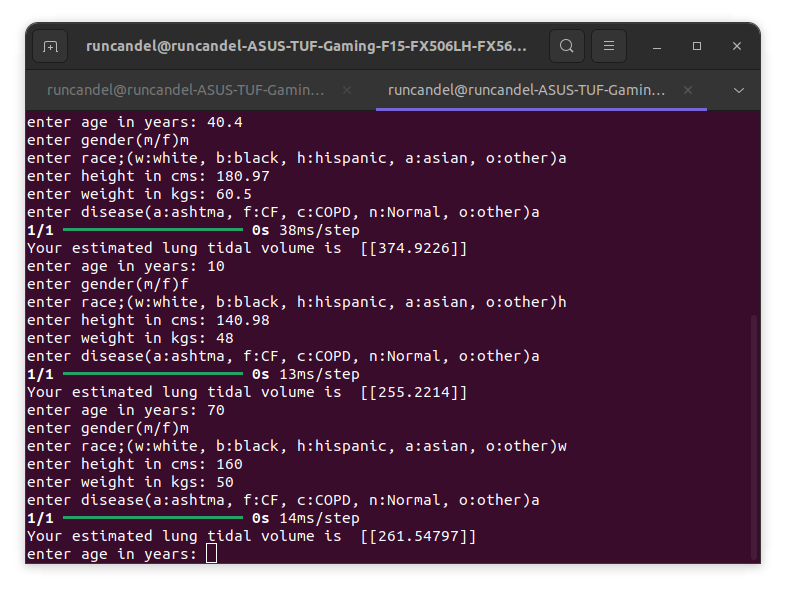 runcandel@runcandel-ASUS-TUF-Gaming-F15-FX506LH-FX56...
runcandel@runcandel-ASUS-TUF-Gamin...
runcandel@runcandel-ASUS-TUF-Gamin...
enter age in years: 40.4
enter gender(m/f)m
enter race;(w:white, b:black, h:hispanic, a:asian, o:other)a
enter height in cms: 180.97
enter weight in kgs: 60.5
enter disease(a:ashtma, f:CF, c:COPD, n:Normal, o:other)a
1/1 0s 38ms/step
Your estimated lung tidal volume is  [[374.9226]]
enter age in years: 10
enter gender(m/f)f
enter race;(w:white, b:black, h:hispanic, a:asian, o:other)h
enter height in cms: 140.98
enter weight in kgs: 48
enter disease(a:ashtma, f:CF, c:COPD, n:Normal, o:other)a
1/1 0s 13ms/step
Your estimated lung tidal volume is  [[255.2214]]
enter age in years: 70
enter gender(m/f)m
enter race;(w:white, b:black, h:hispanic, a:asian, o:other)w
enter height in cms: 160
enter weight in kgs: 50
enter disease(a:ashtma, f:CF, c:COPD, n:Normal, o:other)a
1/1 0s 14ms/step
Your estimated lung tidal volume is  [[261.54797]]
enter age in years: